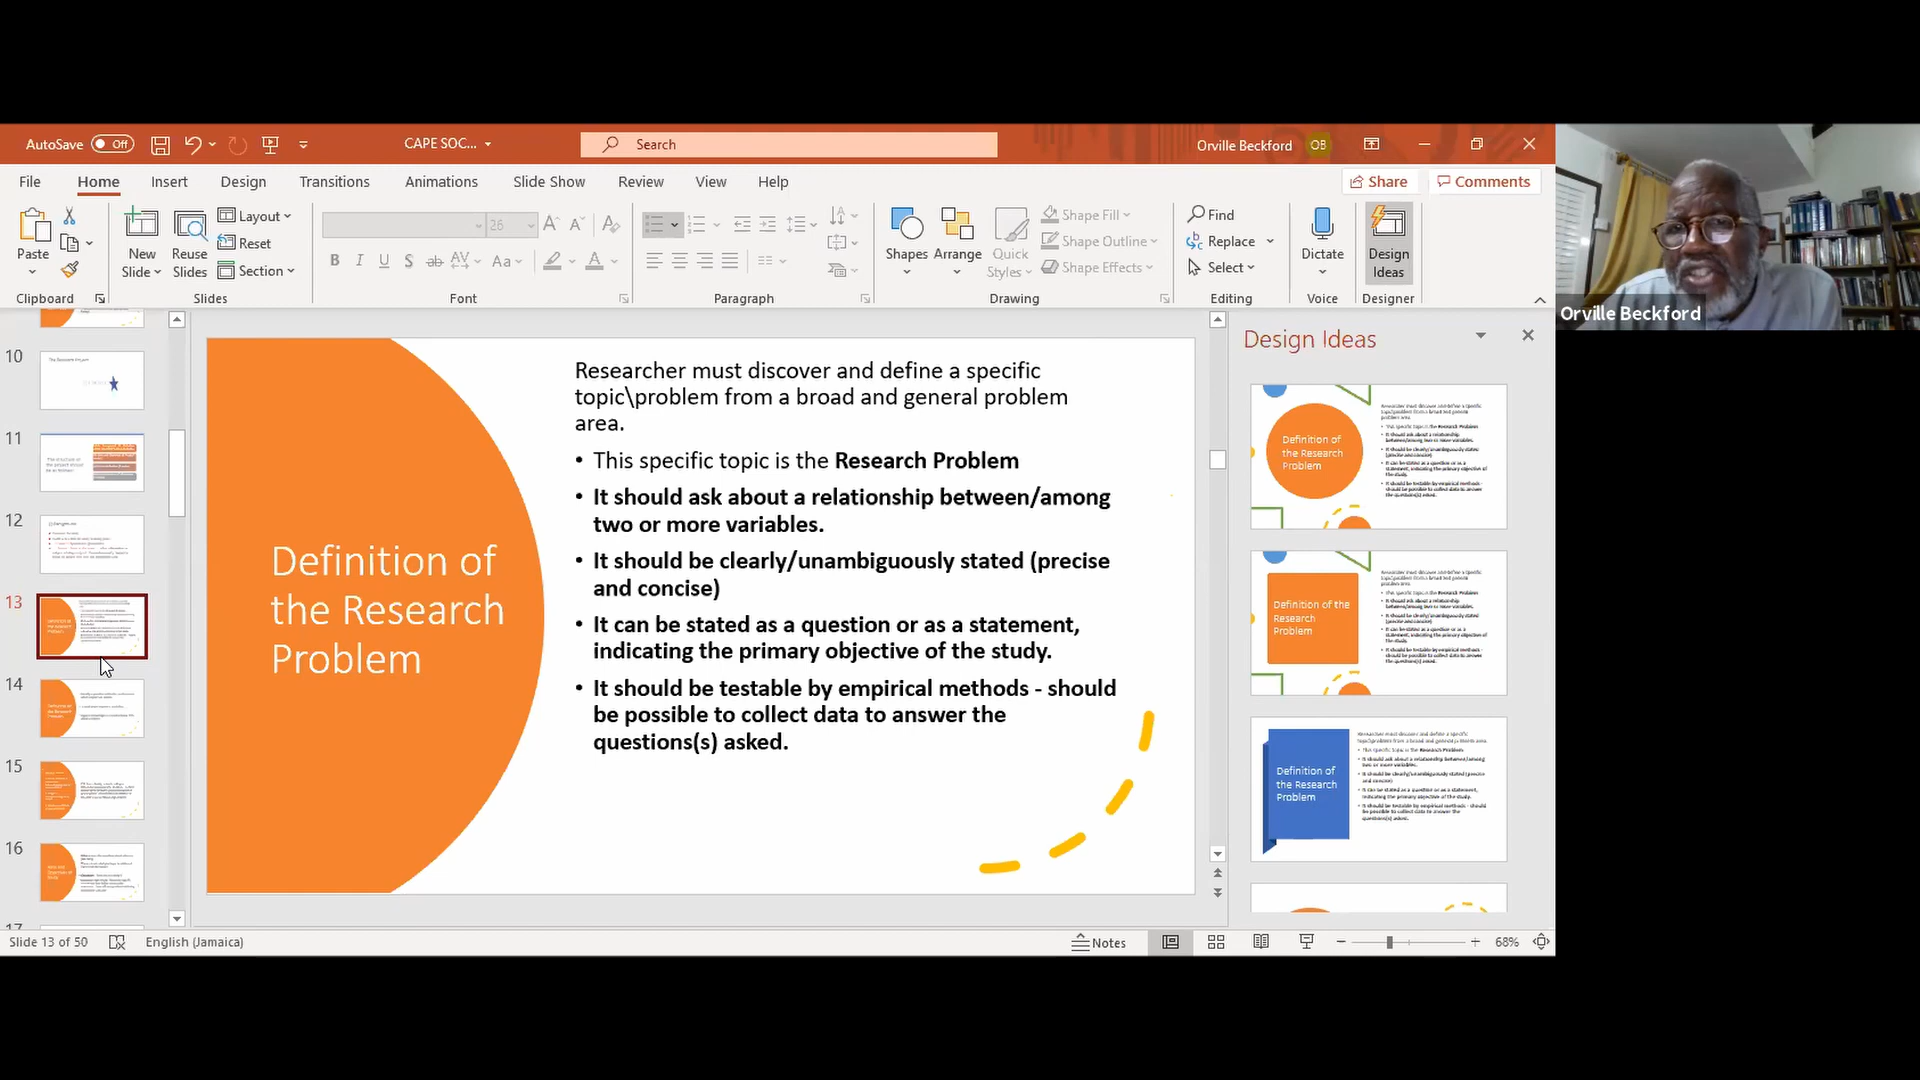 AutoSave Off CAPE SOC... Search Orville Beckford OB
File Home Insert Design Transitions Animations Slide Show Review View Help Share Comments
Paste
Clipboard
New Slide
Reuse Slides
Layout
Reset
Section
Slides
26
B I U S ab AV Aa A
Font
Paragraph
Shapes
Arrange
Quick Styles
Shape Fill
Shape Outline
Shape Effects
Drawing
Find
Replace
Select
Editing
Dictate
Voice
Design Ideas
Designer
Orville Beckford
10
11
12
13
14
15
16
17
Definition of
the Research
Problem
Researcher must discover and define a specific
topic\problem from a broad and general problem
area.
• This specific topic is the Research Problem
• It should ask about a relationship between/among
two or more variables.
• It should be clearly/unambiguously stated (precise
and concise)
• It can be stated as a question or as a statement,
indicating the primary objective of the study.
• It should be testable by empirical methods - should
be possible to collect data to answer the
questions(s) asked.
Design Ideas
Definition of
the Research
Problem
Definition of the
Research
Problem
Definition of
the Research
Problem
Slide 13 of 50 English (Jamaica) Notes 68%